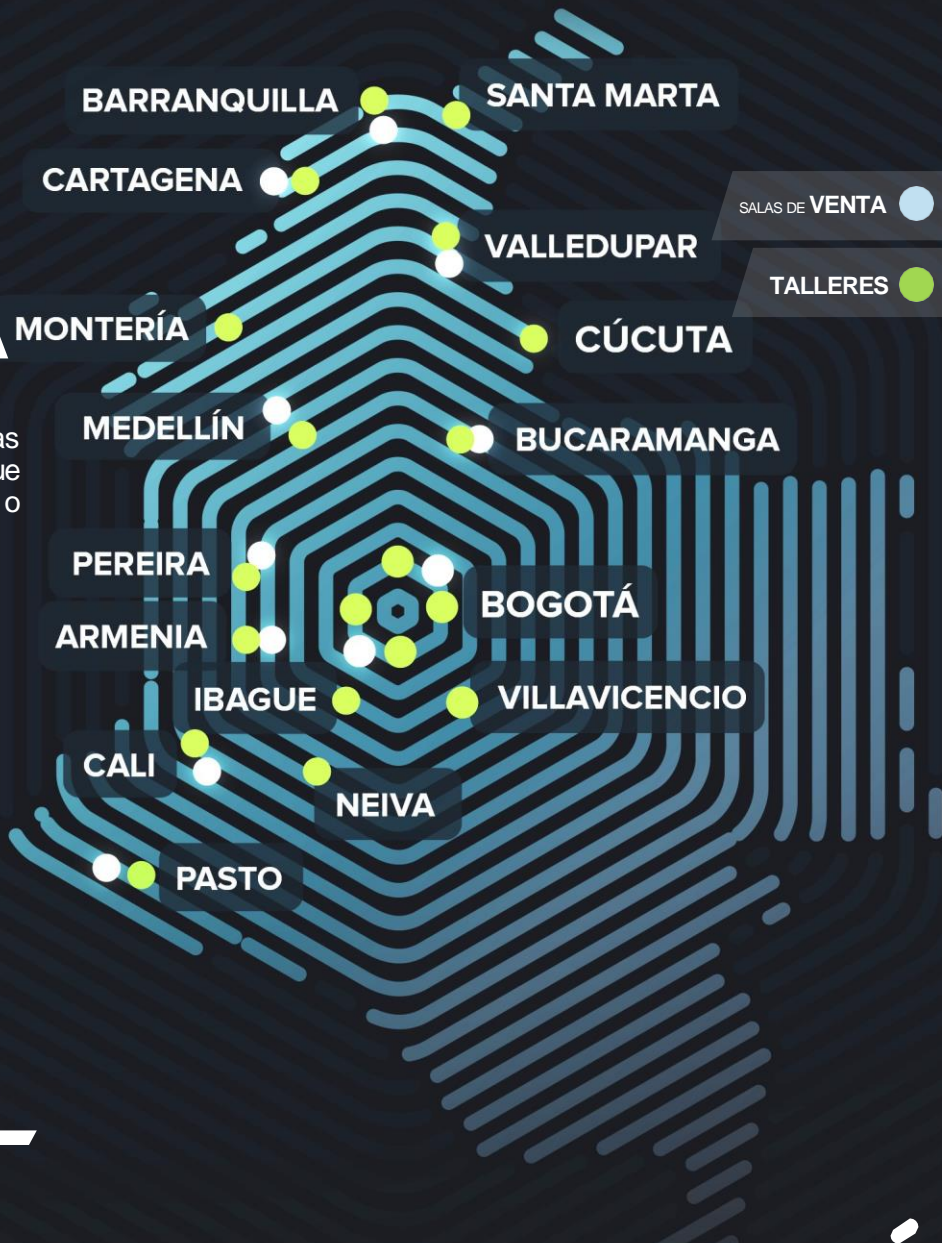 BARRANQUILLA
SANTA MARTA
CARTAGENA
SALAS DE VENTA
VALLEDUPAR
TALLERES
MONTERÍA
CÚCUTA
MEDELLÍN
BUCARAMANGA
o
PEREIRA
BOGOTÁ
ARMENIA
IBAGUE
VILLAVICENCIO
CALI
NEIVA
PASTO